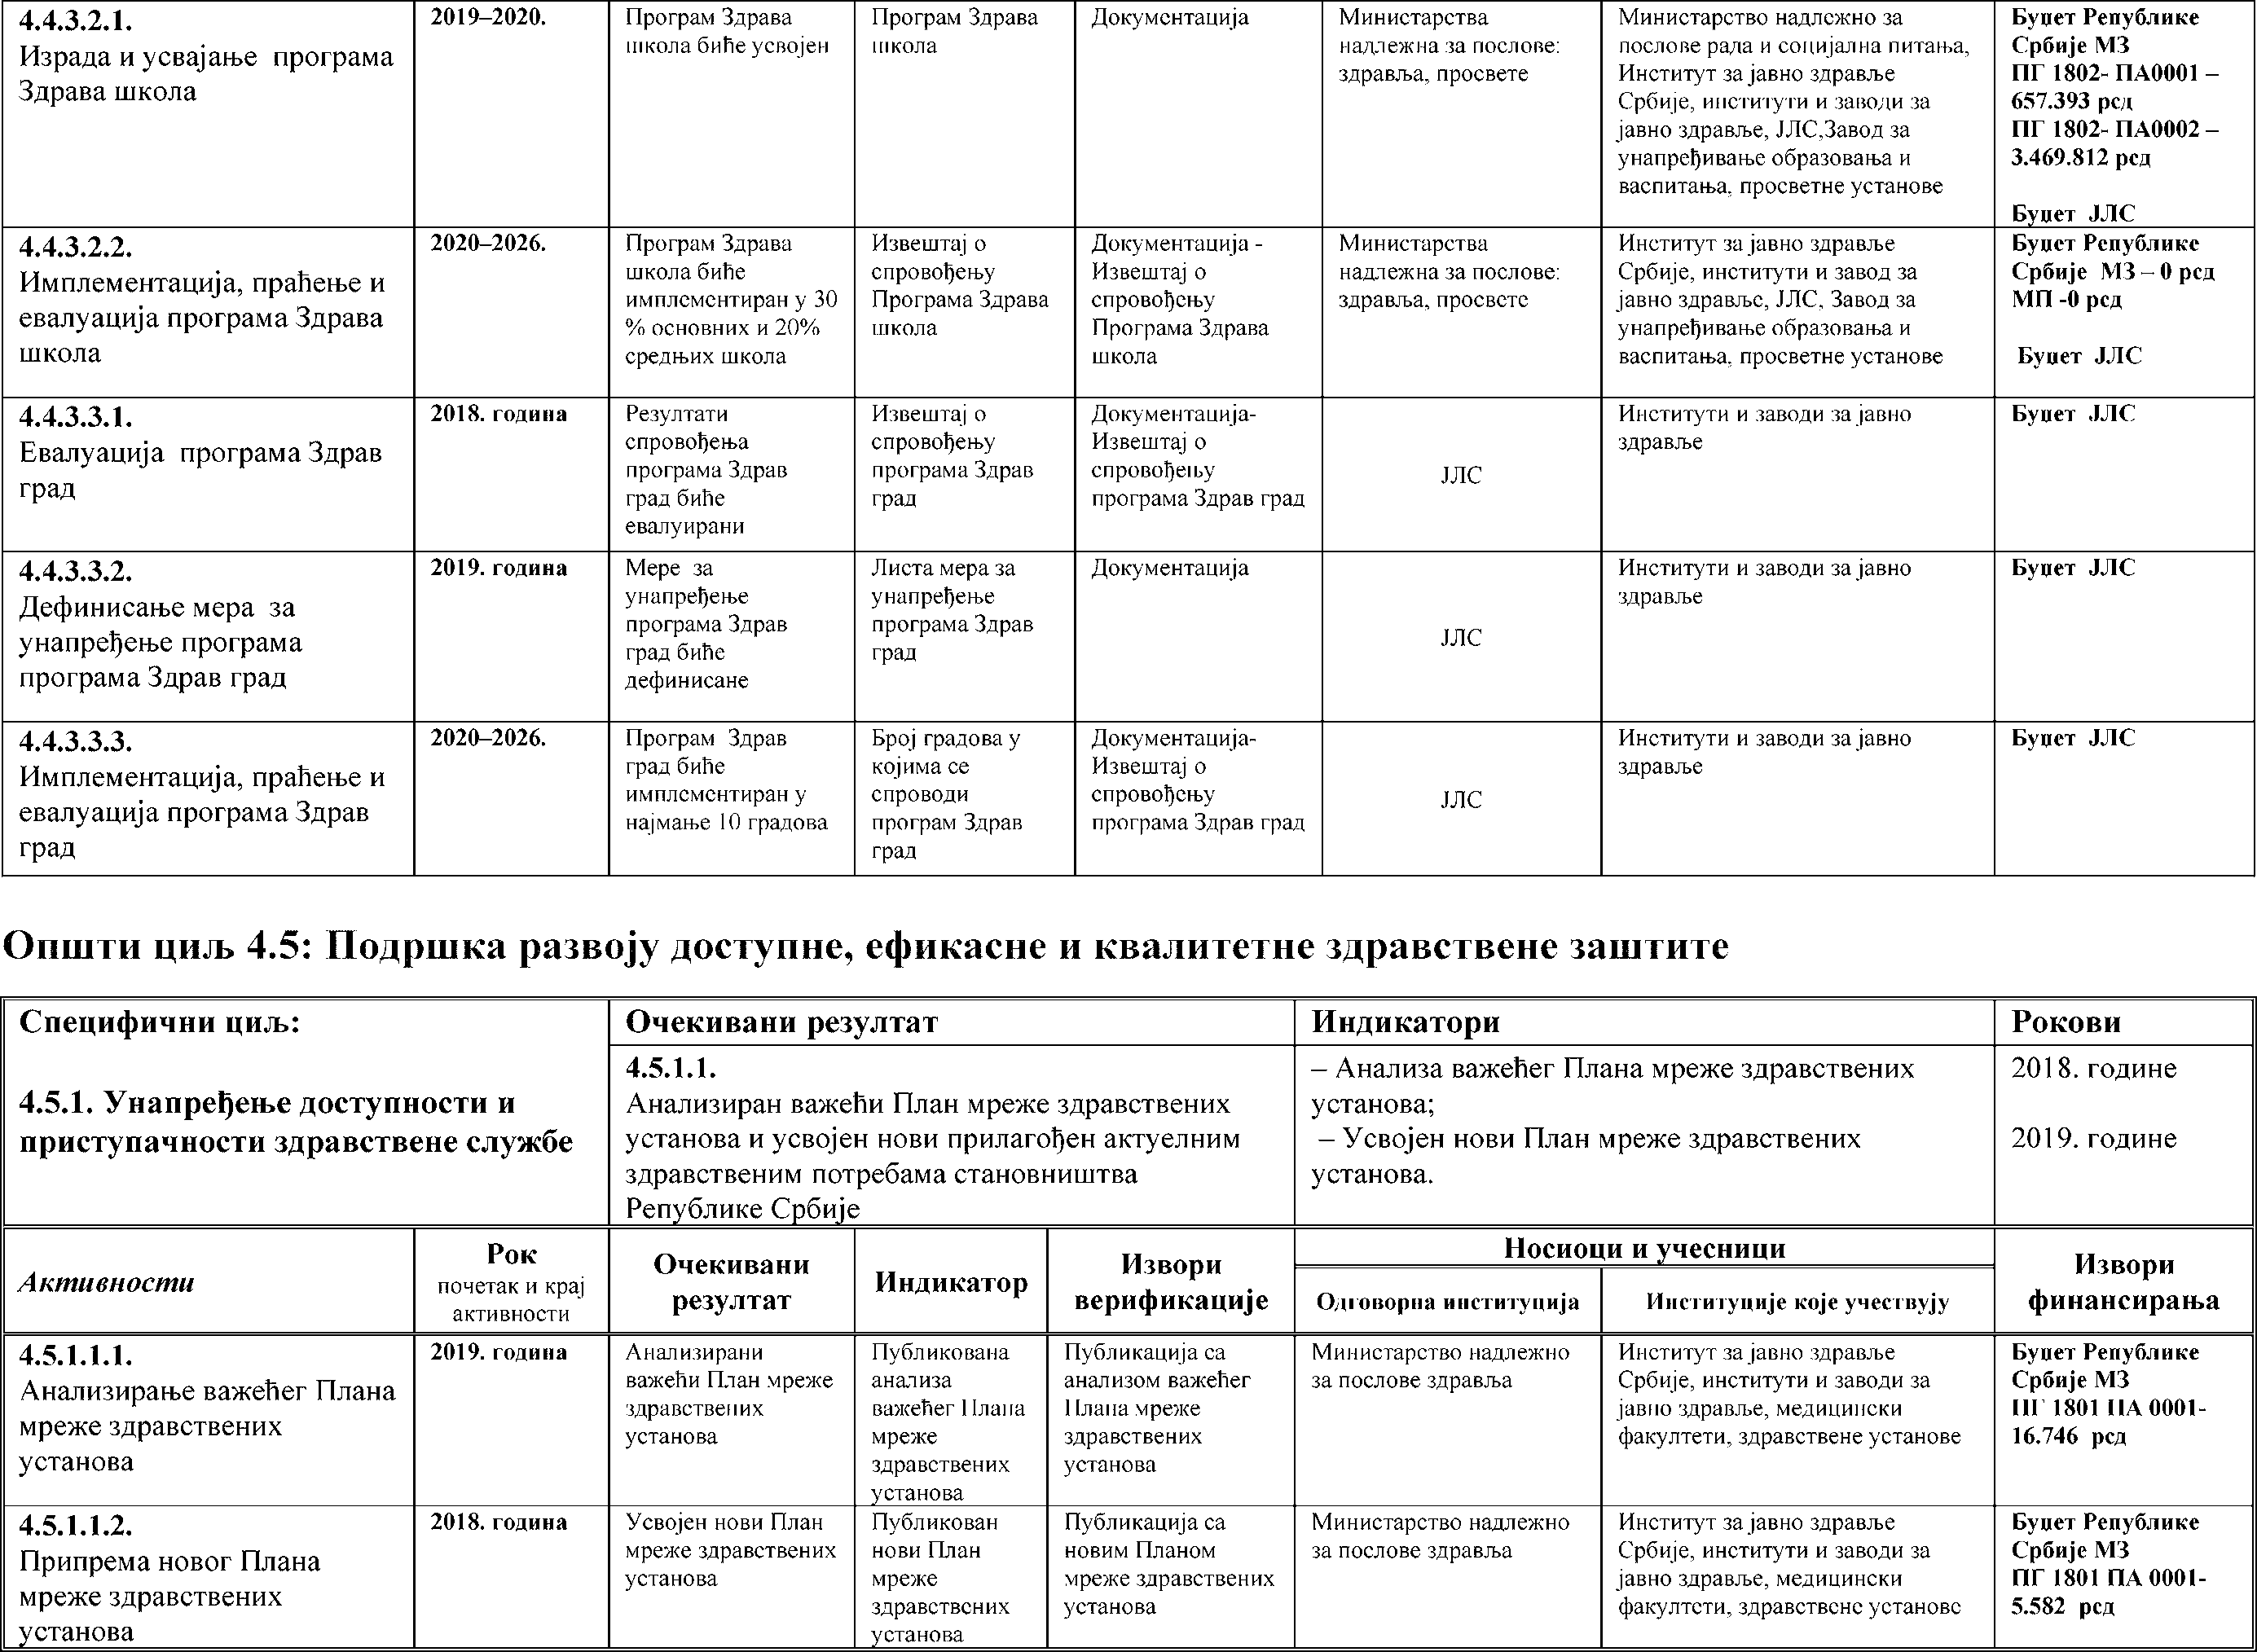 4.4.3.2.1.
Израда и усвајање  програма
Здрава школа
2019–2020.
Програм Здрава
школа биће усвојен
Програм Здрава
школа
Документација
Министарства
надлежна за послове:
здравља, просвете
Министарство надлежно за
послове рада и социјална питања,
Институт за јавно здравље
Србије, институти и заводи за
јавно здравље, ЈЛС,Завод за
унапређивање образовања и
васпитања, просветне установе
Буџет Републике
Србије МЗ
ПГ 1802- ПА0001 –
657.393 рсд
ПГ 1802- ПА0002 –
3.469.812 рсд
Буџет  ЈЛС
4.4.3.2.2.
Имплементација, праћење и
евалуација програма Здрава
школа
2020–2026.
Програм Здрава
школа биће
имплементиран у 30
% основних и 20%
средњих школа
Извештај о
спровођењу
Програма Здрава
школа
Документација -
Извештај о
спровођењу
Програма Здрава
школа
Министарства
надлежна за послове:
здравља, просвете
Институт за јавно здравље
Србије, институти и завод за
јавно здравље, ЈЛС, Завод за
унапређивање образовања и
васпитања, просветне установе
Буџет Републике
Србије  МЗ – 0 рсд
МП -0 рсд
Буџет  ЈЛС
4.4.3.3.1.
Евалуација  програма Здрав
град
2018. година
Резултати
спровођења
програма Здрав
град биће
евалуирани
Извештај о
спровођењу
програма Здрав
град
Документација-
Извештај о
спровођењу
програма Здрав град
ЈЛС
Институти и заводи за јавно
здравље
Буџет  ЈЛС
4.4.3.3.2.
Дефинисање мера  за
унапређење програма
програма Здрав град
2019. година
Мере  за
унапређење
програма Здрав
град биће
дефинисане
Листа мера за
унапређење
програма Здрав
град
Документација
ЈЛС
Институти и заводи за јавно
здравље
Буџет  ЈЛС
4.4.3.3.3.
Имплементација, праћење и
евалуација програма Здрав
град
2020–2026.
Програм  Здрав
град биће
имплементиран у
најмање 10 градова
Број градова у
којима се
спроводи
програм Здрав
град
Документација-
Извештај о
спровођењу
програма Здрав град
ЈЛС
Институти и заводи за јавно
здравље
Буџет  ЈЛС
Општи циљ 4.5: Подршка развоју доступне, ефикасне и квалитетне здравствене заштите
Специфични циљ:
4.5.1. Унапређење доступности и
приступачности здравствене службе
Очекивани резултат
4.5.1.1.
Анализиран важећи План мреже здравствених
установа и усвојен нови прилагођен актуелним
здравственим потребама становништва
Републике Србије
Индикатори
– Анализа важећег Плана мреже здравствених
установа;
– Усвојен нови План мреже здравствених
установа.
Рокови
2018. године
2019. године
Активности
Рок
почетак и крај
активности
Очекивани
резултат
Индикатор
Извори
верификације
Носиоци и учесници
Одговорна институција
Институције које учествују
Извори
финансирања
4.5.1.1.1.
Анализирање важећег Плана
мреже здравствених
установа
2019. година
Анализирани
важећи План мреже
здравствених
установа
Публикована
анализа
важећег Плана
мреже
здравствених
установа
Публикација са
анализом важећег
Плана мреже
здравствених
установа
Министарство надлежно
за послове здравља
Институт за јавно здравље
Србије, институти и заводи за
јавно здравље, медицински
факултети, здравствене установе
Буџет Републике
Србије МЗ
ПГ 1801 ПА 0001-
16.746  рсд
4.5.1.1.2.
Припрема новог Плана
мреже здравствених
установа
2018. година
Усвојен нови План
мреже здравствених
установа
Публикован
нови План
мреже
здравствених
установа
Публикација са
новим Планом
мреже здравствених
установа
Министарство надлежно
за послове здравља
Институт за јавно здравље
Србије, институти и заводи за
јавно здравље, медицински
факултети, здравствене установе
Буџет Републике
Србије МЗ
ПГ 1801 ПА 0001-
5.582  рсд